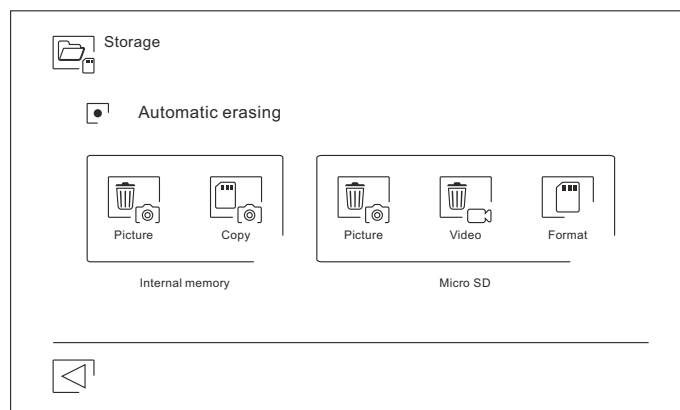 Storage
Automatic erasing
Picture Copy Picture Video Format
Internal memory Micro SD